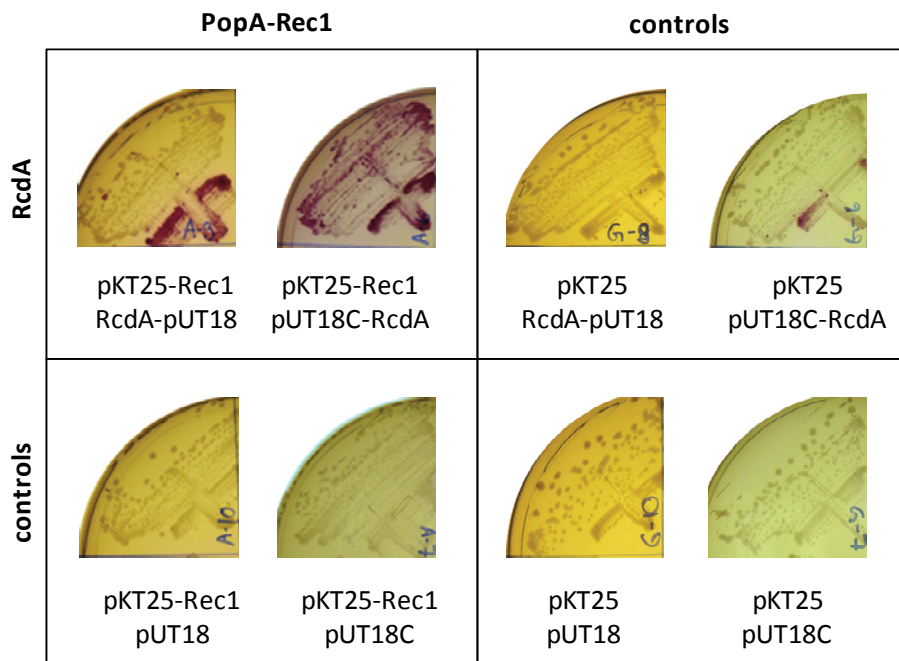 PopA-Rec1
controls
RcdA
A-9
A
G-8
pKT25-Rec1
RcdA-pUT18
pKT25-Rec1
pUT18C-RcdA
pKT25
RcdA-pUT18
pKT25
pUT18C-RcdA
controls
A-10
G-10
pKT25-Rec1
pUT18
pKT25-Rec1
pUT18C
pKT25
pUT18
pKT25
pUT18C